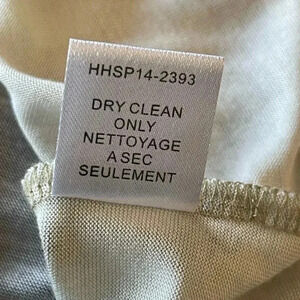 HHSP14-2393
DRY CLEAN
ONLY
NETTOYAGE
A SEC
SEULEMENT